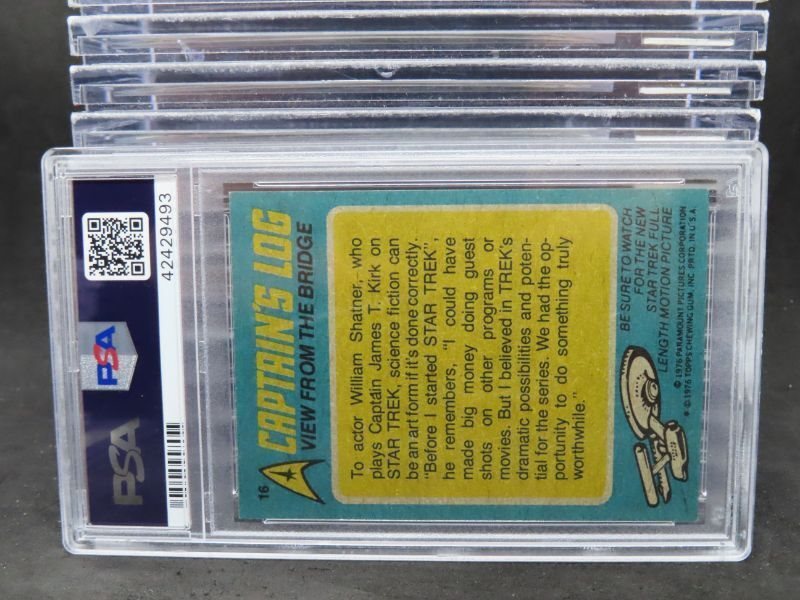 PSA
PSA
42429493
16
CAPTAIN'S LOG
VIEW FROM THE BRIDGE
To actor William Shatner, who
plays Captain James T. Kirk on
STAR TREK, science fiction can
be an art form if it's done correctly.
"Before I started STAR TREK",
he remembers, "I could have
made big money doing guest
shots on other programs or
movies. But I believed in TREK's
dramatic possibilities and poten-
tial for the series. We had the op-
portunity to do something truly
worthwhile."
BE SURE TO WATCH
FOR THE NEW
STAR TREK FULL
LENGTH MOTION PICTURE
© 1976 PARAMOUNT PICTURES CORPORATION
* © 1976 TOPPS CHEWING GUM, INC. PRTD. IN U.S.A.